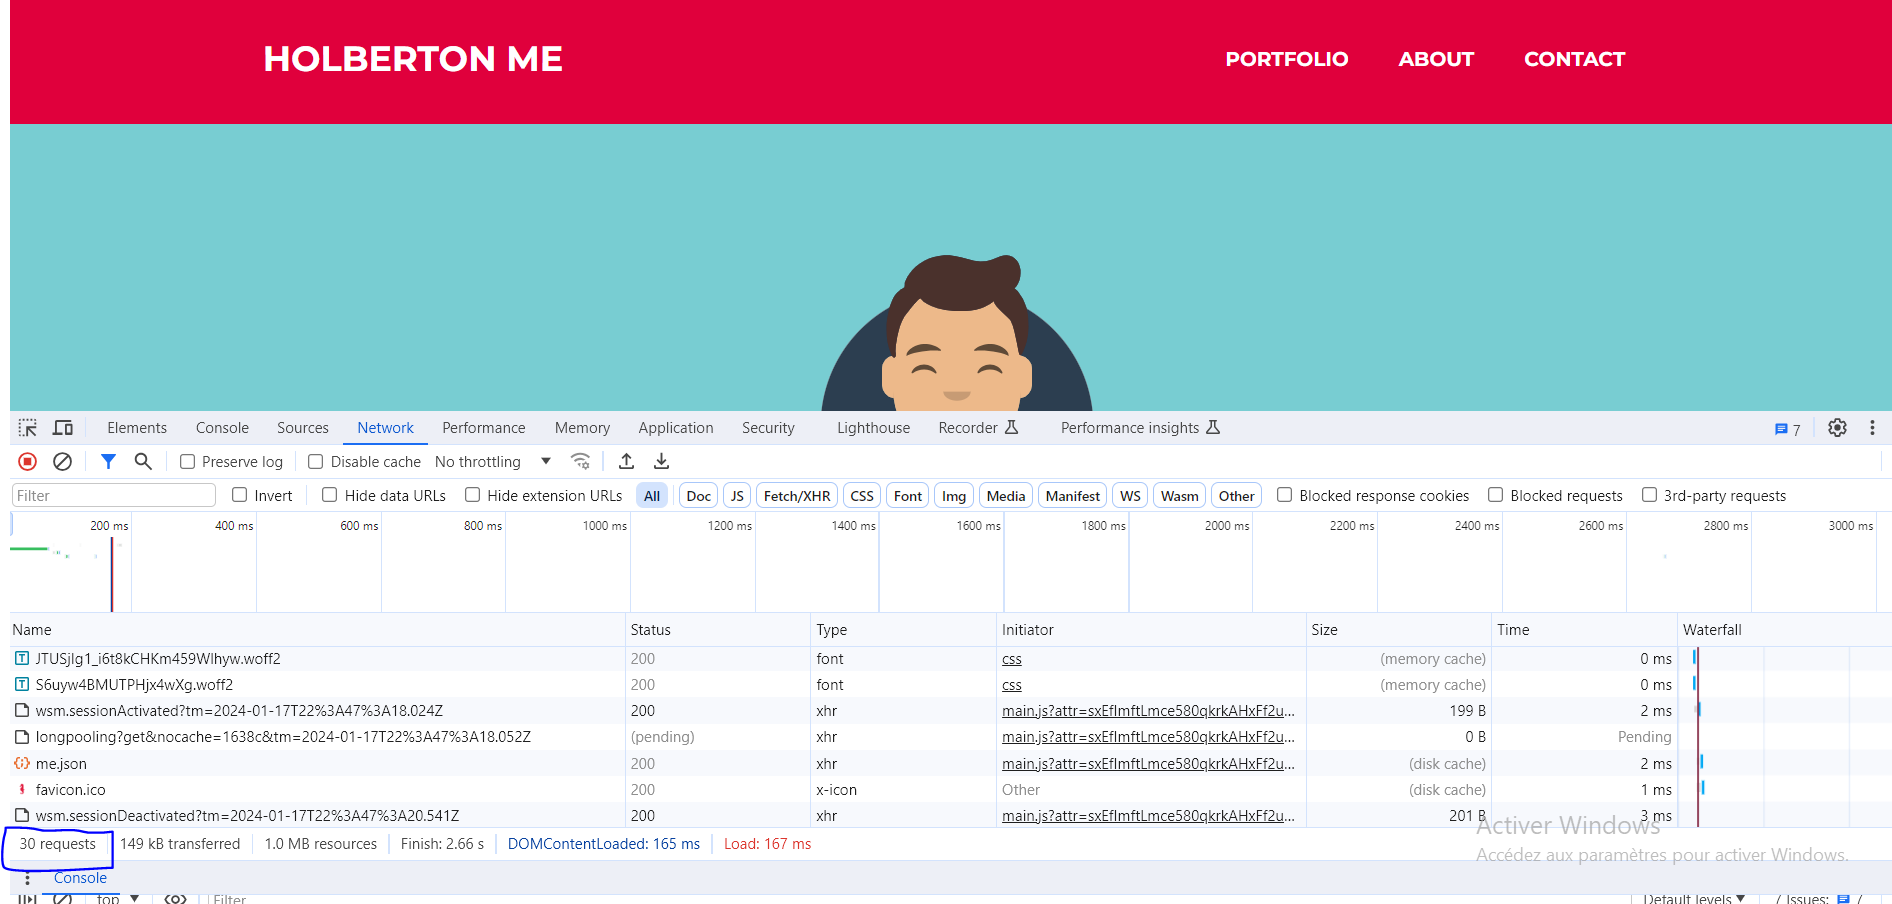 HOLBERTON ME PORTFOLIO ABOUT CONTACT
Elements Console Sources Network Performance Memory Application Security Lighthouse Recorder Performance insights 7
Preserve log Disable cache No throttling
Filter Invert Hide data URLs Hide extension URLs All Doc JS Fetch/XHR CSS Font Img Media Manifest WS Wasm Other Blocked response cookies Blocked requests 3rd-party requests
200 ms 400 ms 600 ms 800 ms 1000 ms 1200 ms 1400 ms 1600 ms 1800 ms 2000 ms 2200 ms 2400 ms 2600 ms 2800 ms 3000 ms
Name Status Type Initiator Size Time Waterfall
JTUSjIg1_i6t8kCHKm459Wlhyw.woff2 200 font css (memory cache) 0 ms
S6uyw4BMUTPHjx4wXg.woff2 200 font css (memory cache) 0 ms
wsm.sessionActivated?tm=2024-01-17T22%3A47%3A18.024Z 200 xhr main.js?attr=sxEfImftLmce580qkrkAHxFf2u... 199 B 2 ms
longpooling?get&nocache=1638c&tm=2024-01-17T22%3A47%3A18.052Z (pending) xhr main.js?attr=sxEfImftLmce580qkrkAHxFf2u... 0 B Pending
me.json 200 xhr main.js?attr=sxEfImftLmce580qkrkAHxFf2u... (disk cache) 2 ms
favicon.ico 200 x-icon Other (disk cache) 1 ms
wsm.sessionDeactivated?tm=2024-01-17T22%3A47%3A20.541Z 200 xhr main.js?attr=sxEfImftLmce580qkrkAHxFf2u... 201 B 3 ms
Activer Windows
30 requests 149 kB transferred 1.0 MB resources Finish: 2.66 s DOMContentLoaded: 165 ms Load: 167 ms
Accédez aux paramètres pour activer Windows.
Console
top Filter Default levels 7 Issues: 7